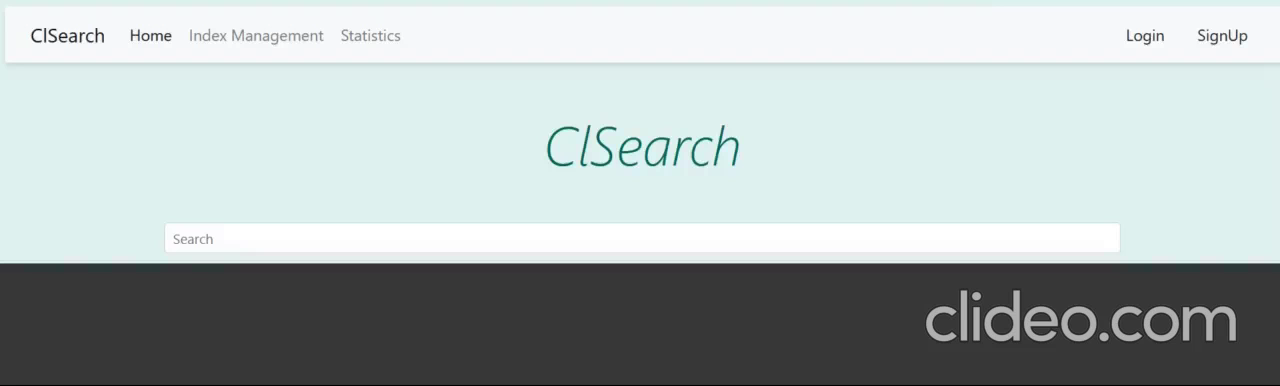 ClSearch Home Index Management Statistics Login SignUp
ClSearch
Search
clideo.com